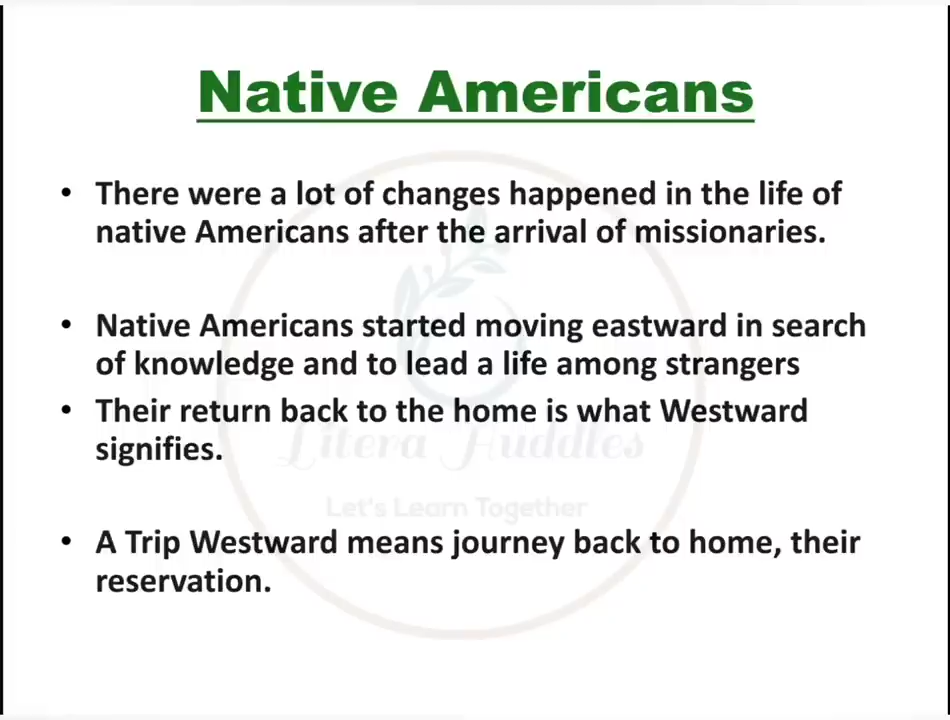 Native Americans
• There were a lot of changes happened in the life of
native Americans after the arrival of missionaries.
• Native Americans started moving eastward in search
of knowledge and to lead a life among strangers
• Their return back to the home is what Westward
signifies.
Litera Huddles
Let's Learn Together
• A Trip Westward means journey back to home, their
reservation.